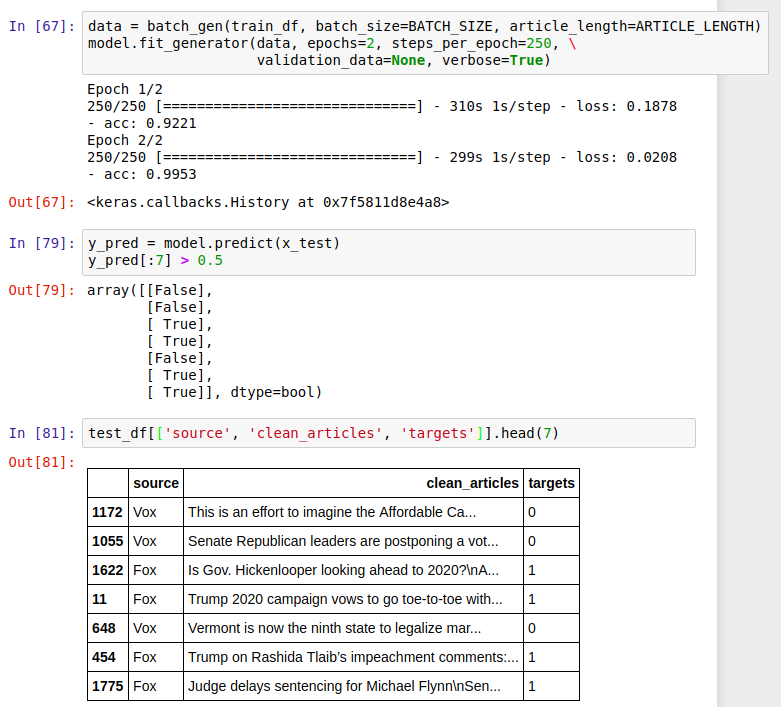 In [67]: data = batch_gen(train_df, batch_size=BATCH_SIZE, article_length=ARTICLE_LENGTH)
model.fit_generator(data, epochs=2, steps_per_epoch=250, \
                    validation_data=None, verbose=True)
Epoch 1/2
250/250 [==============================] - 310s 1s/step - loss: 0.1878
- acc: 0.9221
Epoch 2/2
250/250 [==============================] - 299s 1s/step - loss: 0.0208
- acc: 0.9953
Out[67]: <keras.callbacks.History at 0x7f5811d8e4a8>
In [79]: y_pred = model.predict(x_test)
y_pred[:7] > 0.5
Out[79]: array([[False],
       [False],
       [ True],
       [ True],
       [False],
       [ True],
       [ True]], dtype=bool)
In [81]: test_df[['source', 'clean_articles', 'targets']].head(7)
Out[81]:
source clean_articles targets
1172 Vox This is an effort to imagine the Affordable Ca... 0
1055 Vox Senate Republican leaders are postponing a vot... 0
1622 Fox Is Gov. Hickenlooper looking ahead to 2020?\nA... 1
11 Fox Trump 2020 campaign vows to go toe-to-toe with... 1
648 Vox Vermont is now the ninth state to legalize mar... 0
454 Fox Trump on Rashida Tlaib’s impeachment comments:... 1
1775 Fox Judge delays sentencing for Michael Flynn\nSen... 1